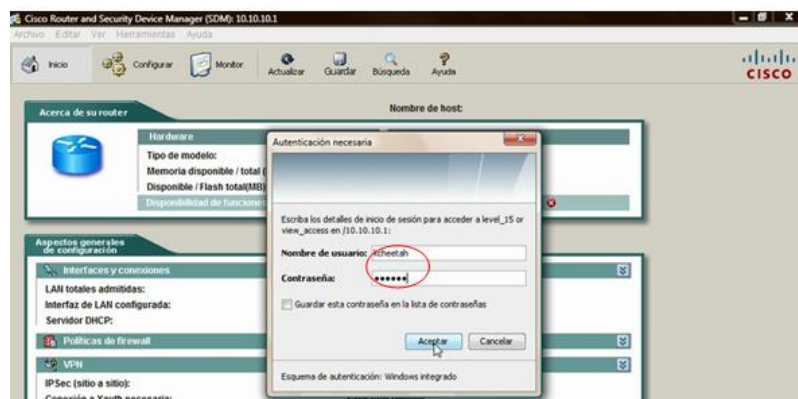 Cisco Router and Security Device Manager (SDM): 10.10.10.1
Archivo Editar Ver Herramientas Ayuda
Inicio
Configurar
Monitor
Actualizar
Guardar
Búsqueda
Ayuda
CISCO
Acerca de su router
Nombre de host:
Hardware
Tipo de modelo:
Memoria disponible / total (
Disponible / Flash total(MB)
Disponibilidad de funciones
Autenticación necesaria
Escriba los detalles de inicio de sesión para acceder a level_15 or
view_access en /10.10.10.1:
Nombre de usuario: kcheetah
Contraseña: ••••••
Guardar esta contraseña en la lista de contraseñas
Aceptar
Cancelar
Esquema de autenticación: Windows integrado
Aspectos generales
de configuración
Interfaces y conexiones
LAN totales admitidas:
Interfaz de LAN configurada:
Servidor DHCP:
Políticas de firewall
VPN
IPSec (sitio a sitio):
Conexión a Xauth necesaria: